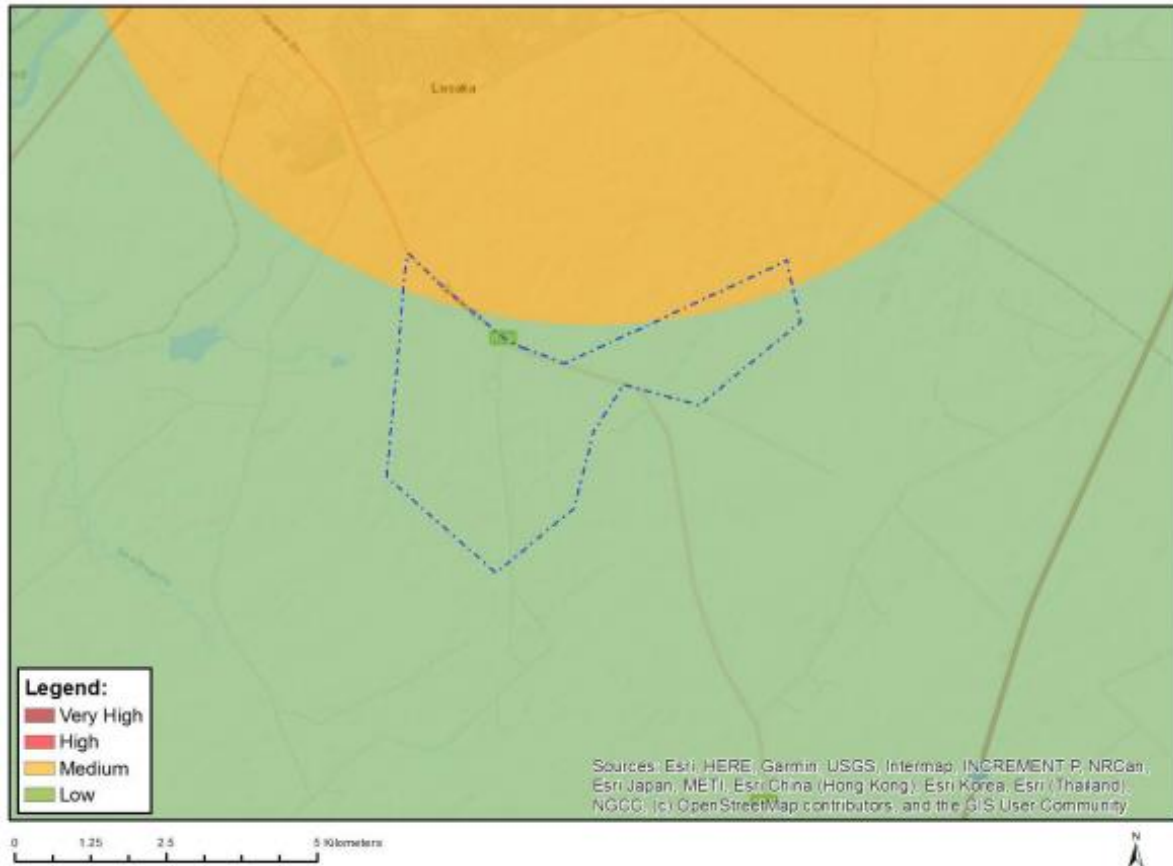 Lusaka
Legend:
Very High
High
Medium
Low
Sources: Esri, HERE, Garmin, USGS, Intermap, INCREMENT P, NRCan,
Esri Japan, METI, Esri China (Hong Kong), Esri Korea, Esri (Thailand),
NGCC, (c) OpenStreetMap contributors, and the GIS User Community
0 1.25 2.5 5 Kilometers
N